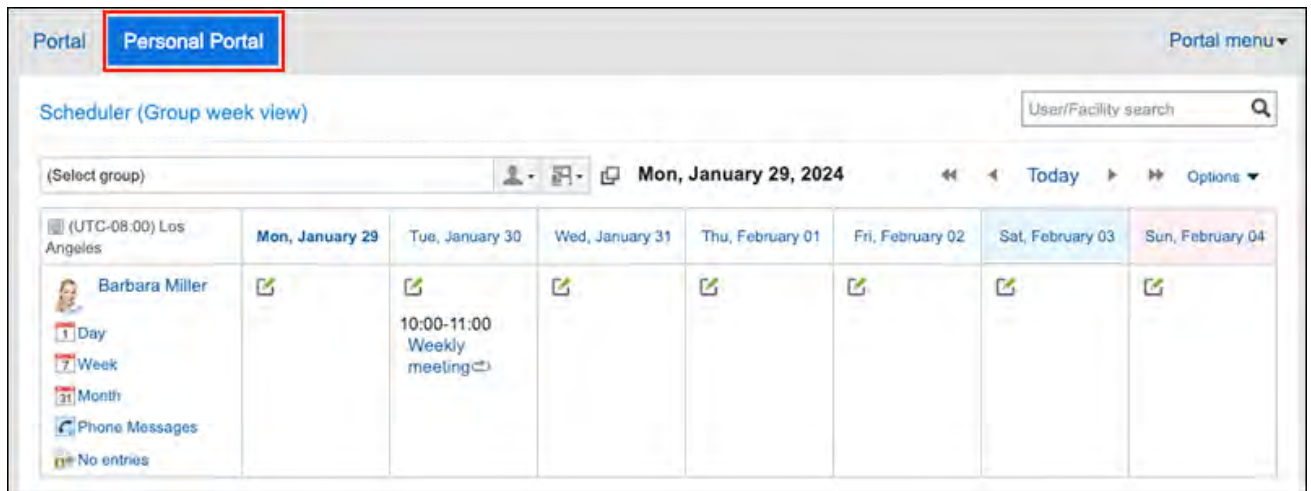 Portal Personal Portal Portal menu
Scheduler (Group week view) User/Facility search
(Select group) Mon, January 29, 2024 Today Options
(UTC-08:00) Los Angeles Mon, January 29 Tue, January 30 Wed, January 31 Thu, February 01 Fri, February 02 Sat, February 03 Sun, February 04
Barbara Miller
10:00-11:00
1 Day
Weekly
7 Week
meeting
31 Month
Phone Messages
No entries